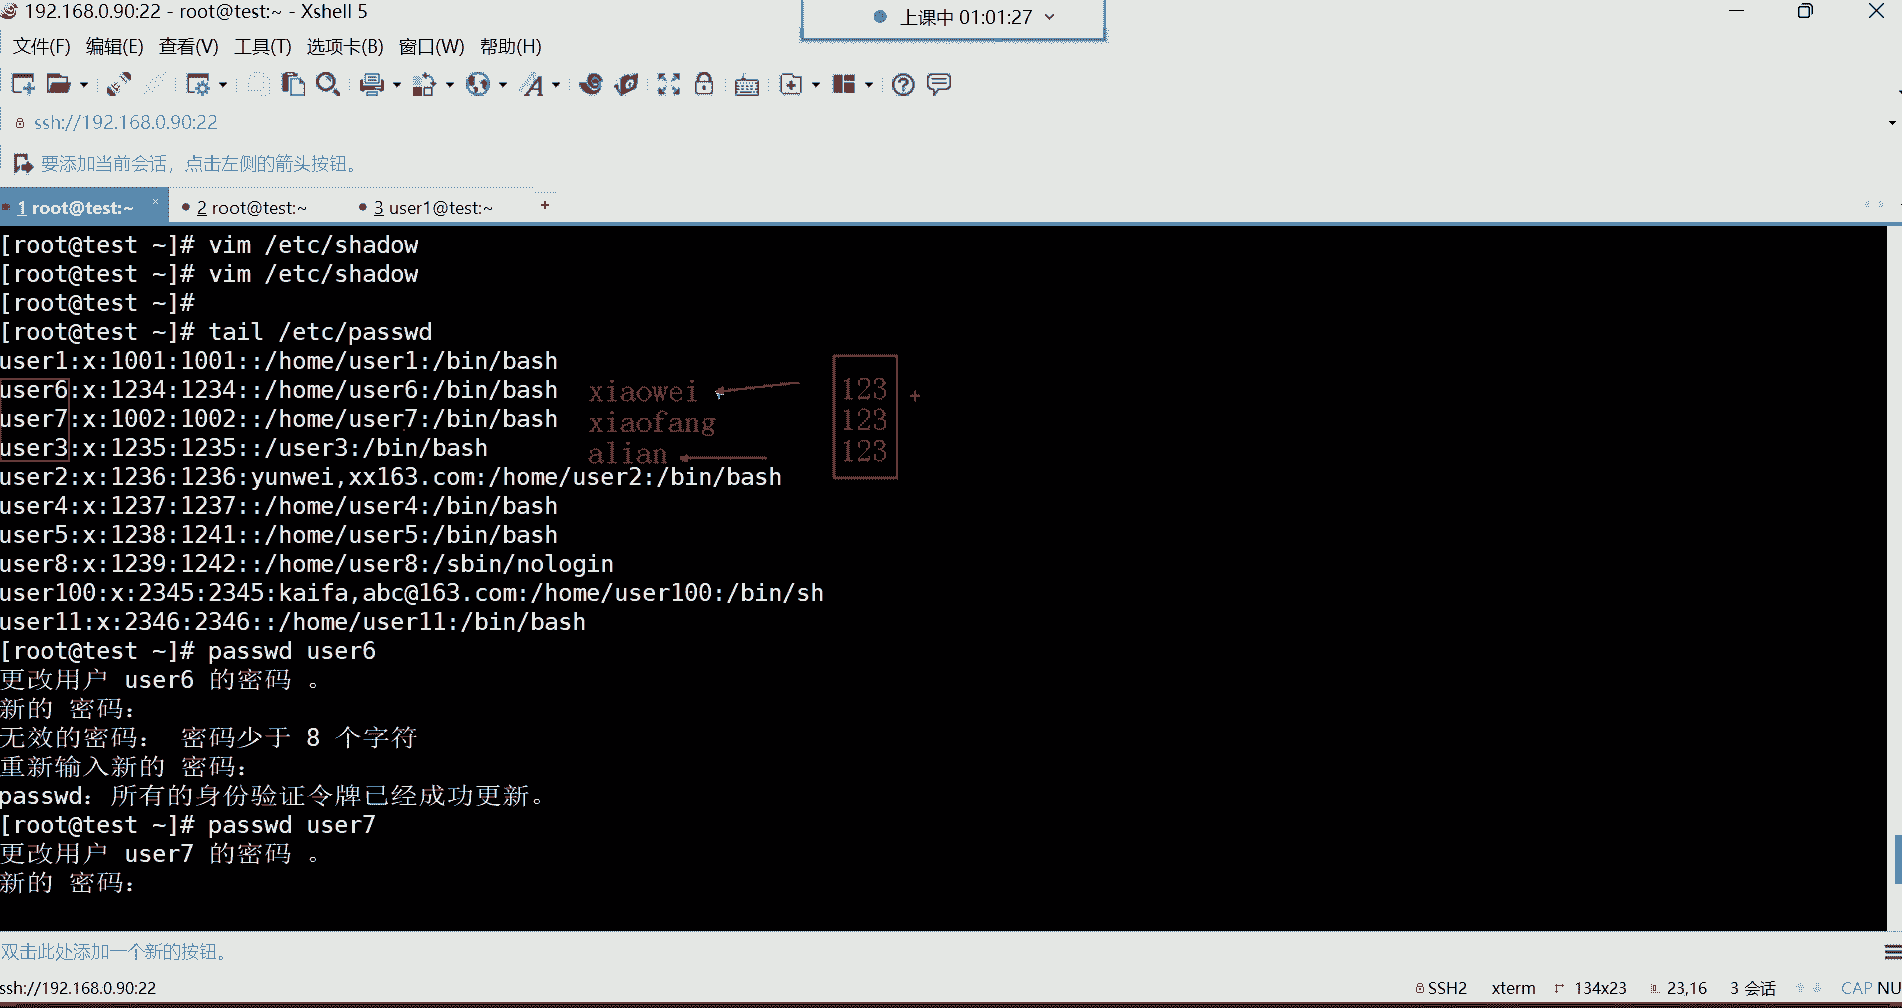 192.168.0.90:22 - root@test:~ - Xshell 5
上课中 01:01:27
文件(F) 编辑(E) 查看(V) 工具(T) 选项卡(B) 窗口(W) 帮助(H)
ssh://192.168.0.90:22
要添加当前会话，点击左侧的箭头按钮。
1 root@test:~ × 2 root@test:~ 3 user1@test:~ +
[root@test ~]# vim /etc/shadow
[root@test ~]# vim /etc/shadow
[root@test ~]#
[root@test ~]# tail /etc/passwd
user1:x:1001:1001::/home/user1:/bin/bash
user6:x:1234:1234::/home/user6:/bin/bash xiaowei 123 +
user7:x:1002:1002::/home/user7:/bin/bash xiaofang 123
user3:x:1235:1235::/user3:/bin/bash alian 123
user2:x:1236:1236:yunwei,xx163.com:/home/user2:/bin/bash
user4:x:1237:1237::/home/user4:/bin/bash
user5:x:1238:1241::/home/user5:/bin/bash
user8:x:1239:1242::/home/user8:/sbin/nologin
user100:x:2345:2345:kaifa,abc@163.com:/home/user100:/bin/sh
user11:x:2346:2346::/home/user11:/bin/bash
[root@test ~]# passwd user6
更改用户 user6 的密码 。
新的 密码：
无效的密码： 密码少于 8 个字符
重新输入新的 密码：
passwd：所有的身份验证令牌已经成功更新。
[root@test ~]# passwd user7
更改用户 user7 的密码 。
新的 密码：
双击此处添加一个新的按钮。
ssh://192.168.0.90:22 SSH2 xterm 134x23 23,16 3 会话 CAP NU